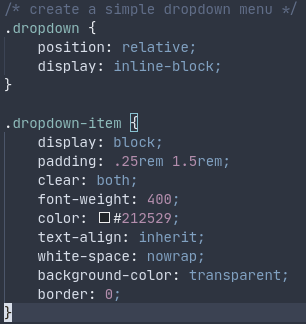 /* create a simple dropdown menu */
.dropdown {
    position: relative;
    display: inline-block;
}

.dropdown-item {
    display: block;
    padding: .25rem 1.5rem;
    clear: both;
    font-weight: 400;
    color: #212529;
    text-align: inherit;
    white-space: nowrap;
    background-color: transparent;
    border: 0;
}